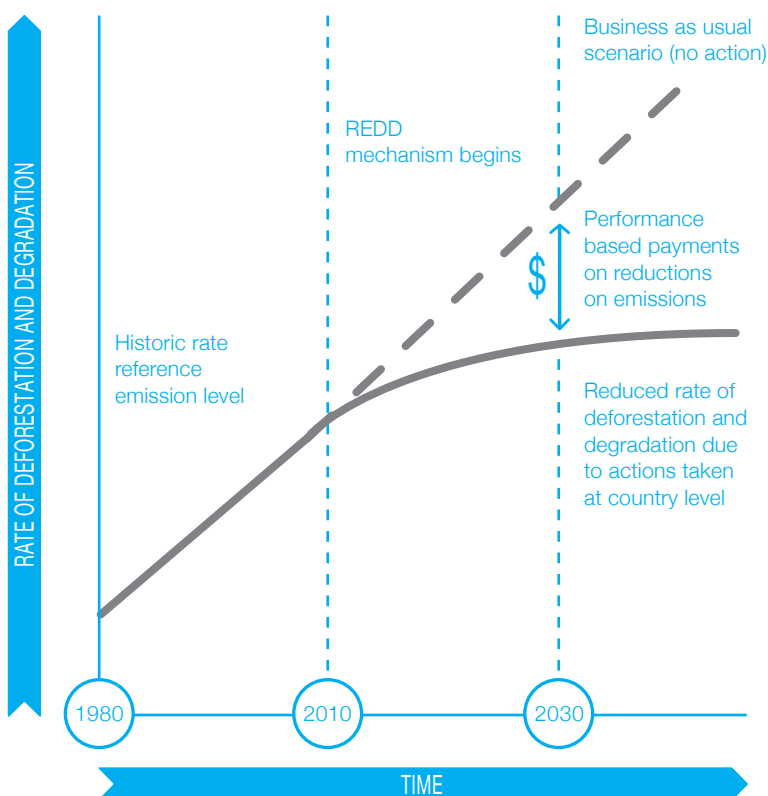 Business as usual
scenario (no action)
REDD
mechanism begins
Performance
based payments
on reductions
on emissions
$
Historic rate
reference
emission level
Reduced rate of
deforestation and
degradation due
to actions taken
at country level
RATE OF DEFORESTATION AND DEGRADATION
1980
2010
2030
TIME